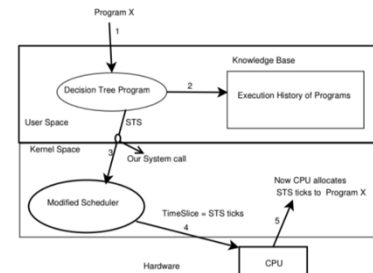 Program X
1
Knowledge Base
Decision Tree Program
2
Execution History of Programs
User Space
STS
Kernel Space
3
Our System call
Now CPU allocates
STS ticks to Program X
Modified Scheduler
TimeSlice = STS ticks
4
5
CPU
Hardware